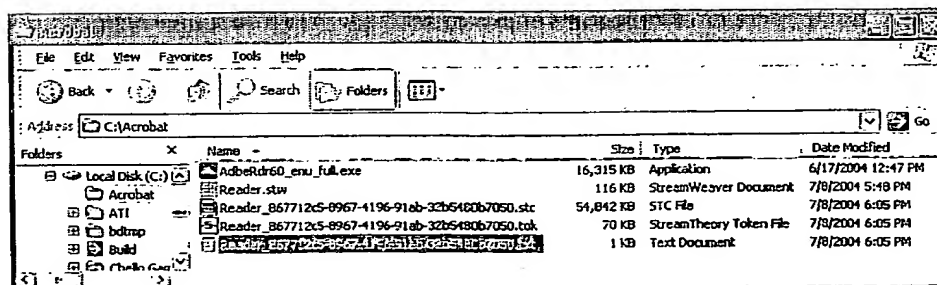 Acrobat
File Edit View Favorites Tools Help
Back Search Folders
Address C:\Acrobat Go
Folders × Name Size Type Date Modified
Local Disk (C:) AdbeRdr60_enu_full.exe 16,315 KB Application 6/17/2004 12:47 PM
Acrobat Reader.stw 116 KB StreamWeaver Document 7/8/2004 5:48 PM
ATI Reader_867712c5-8967-4196-91ab-32b5480b7050.stc 54,842 KB STC File 7/8/2004 6:05 PM
bdtmp Reader_867712c5-8967-4196-91ab-32b5480b7050.tok 70 KB StreamTheory Token File 7/8/2004 6:05 PM
Build 1 KB Text Document 7/8/2004 6:05 PM